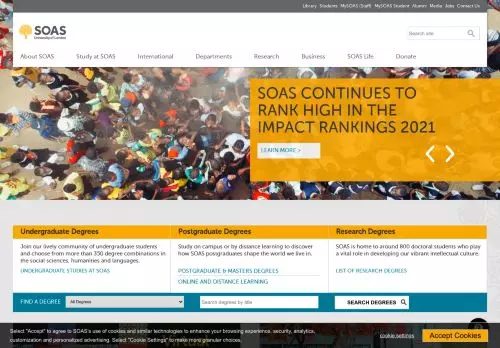 Library Students MySOAS (Staff) MySOAS Student Alumni Media Jobs Contact Us
SOAS
University of London
Search site
About SOAS Study at SOAS International Departments Research Business SOAS Life Donate
SOAS CONTINUES TO
RANK HIGH IN THE
IMPACT RANKINGS 2021
LEARN MORE >
Undergraduate Degrees
Join our lively community of undergraduate students
and choose from more than 350 degree combinations in
the social sciences, humanities and languages.
UNDERGRADUATE STUDIES AT SOAS
Postgraduate Degrees
Study on campus or by distance learning to discover
how SOAS postgraduates shape the world we live in.
POSTGRADUATE & MASTERS DEGREES
ONLINE AND DISTANCE LEARNING
Research Degrees
SOAS is home to around 800 doctoral students who play
a vital role in developing our vibrant intellectual culture.
LIST OF RESEARCH DEGREES
FIND A DEGREE All Degrees Search degrees by title SEARCH DEGREES
Select "Accept" to agree to SOAS's use of cookies and similar technologies to enhance your browsing experience, security, analytics,
customization and personalized advertising. Select "Cookie Settings" to make more granular choices.
cookie settings
Accept Cookies